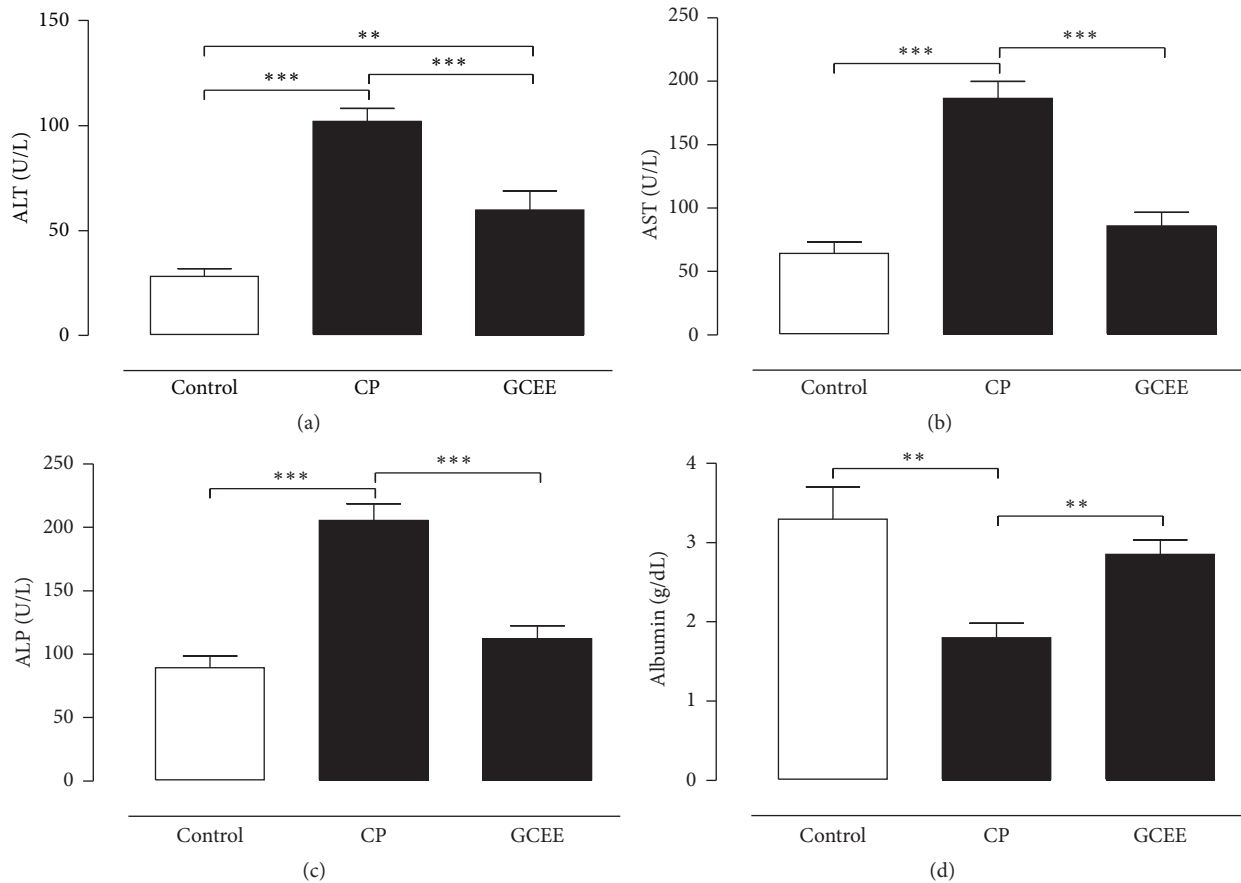 150
100
50
0
ALT (U/L)
**
***
***
Control CP GCEE
(a)
250
200
150
100
50
0
AST (U/L)
***
***
Control CP GCEE
(b)
250
200
150
100
50
0
ALP (U/L)
***
***
Control CP GCEE
(c)
4
3
2
1
0
Albumin (g/dL)
**
**
Control CP GCEE
(d)